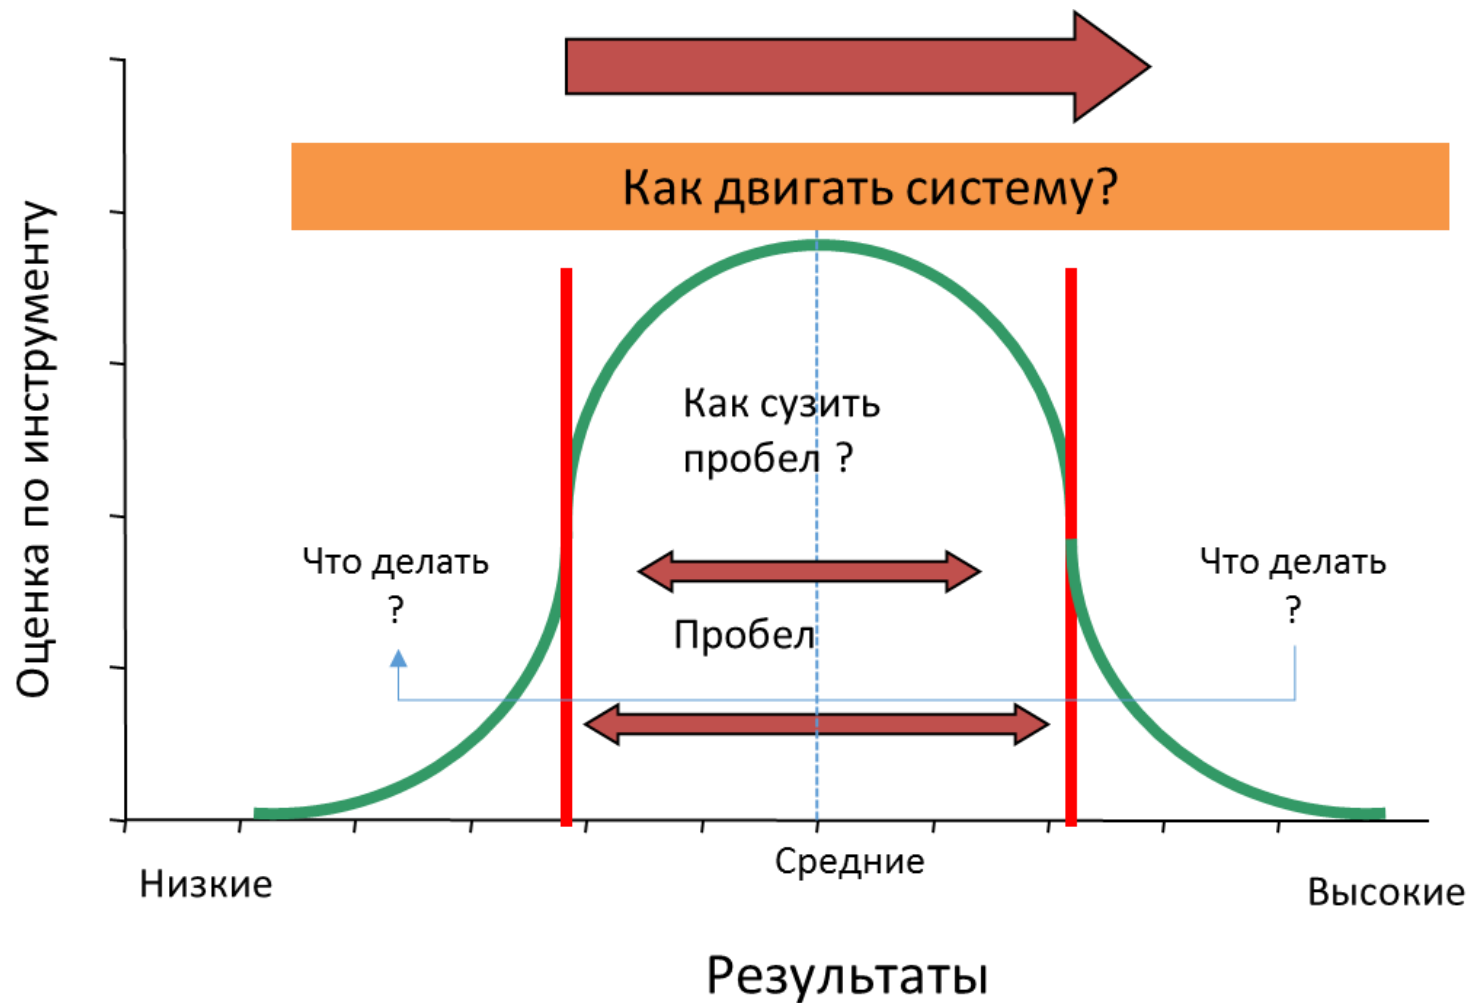 Как двигать систему?
Оценка по инструменту
Как сузить
пробел ?
Что делать
?
Что делать
?
Пробел
Низкие
Средние
Высокие
Результаты